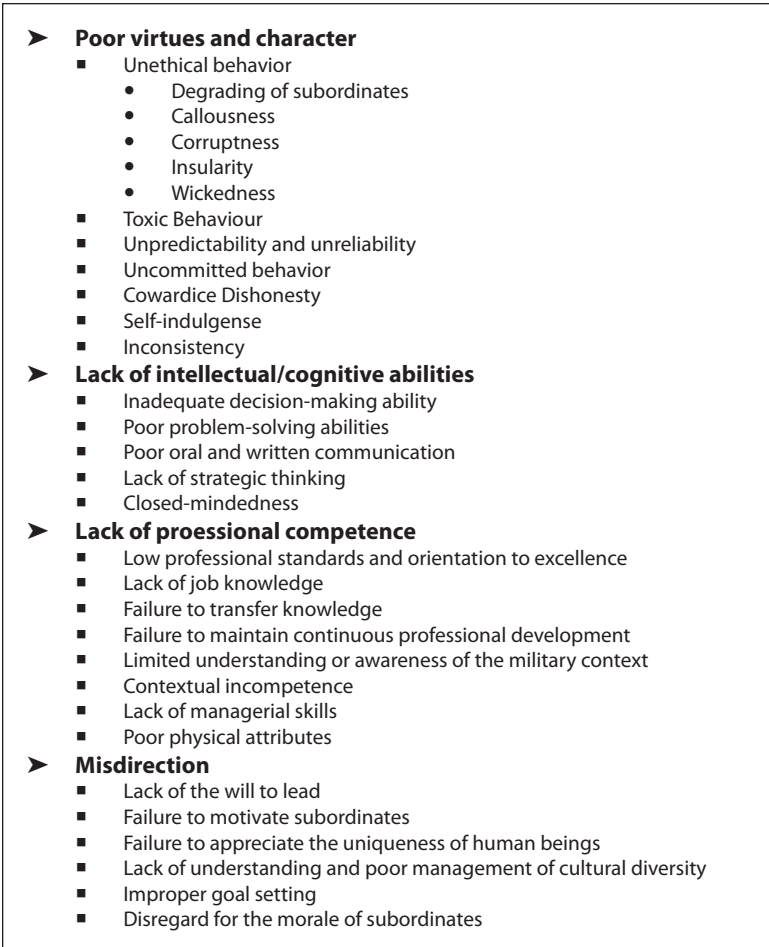 ➤ Poor virtues and character
▪ Unethical behavior
• Degrading of subordinates
• Callousness
• Corruptness
• Insularity
• Wickedness
▪ Toxic Behaviour
▪ Unpredictability and unreliability
▪ Uncommitted behavior
▪ Cowardice Dishonesty
▪ Self-indulgense
▪ Inconsistency
➤ Lack of intellectual/cognitive abilities
▪ Inadequate decision-making ability
▪ Poor problem-solving abilities
▪ Poor oral and written communication
▪ Lack of strategic thinking
▪ Closed-mindedness
➤ Lack of proessional competence
▪ Low professional standards and orientation to excellence
▪ Lack of job knowledge
▪ Failure to transfer knowledge
▪ Failure to maintain continuous professional development
▪ Limited understanding or awareness of the military context
▪ Contextual incompetence
▪ Lack of managerial skills
▪ Poor physical attributes
➤ Misdirection
▪ Lack of the will to lead
▪ Failure to motivate subordinates
▪ Failure to appreciate the uniqueness of human beings
▪ Lack of understanding and poor management of cultural diversity
▪ Improper goal setting
▪ Disregard for the morale of subordinates